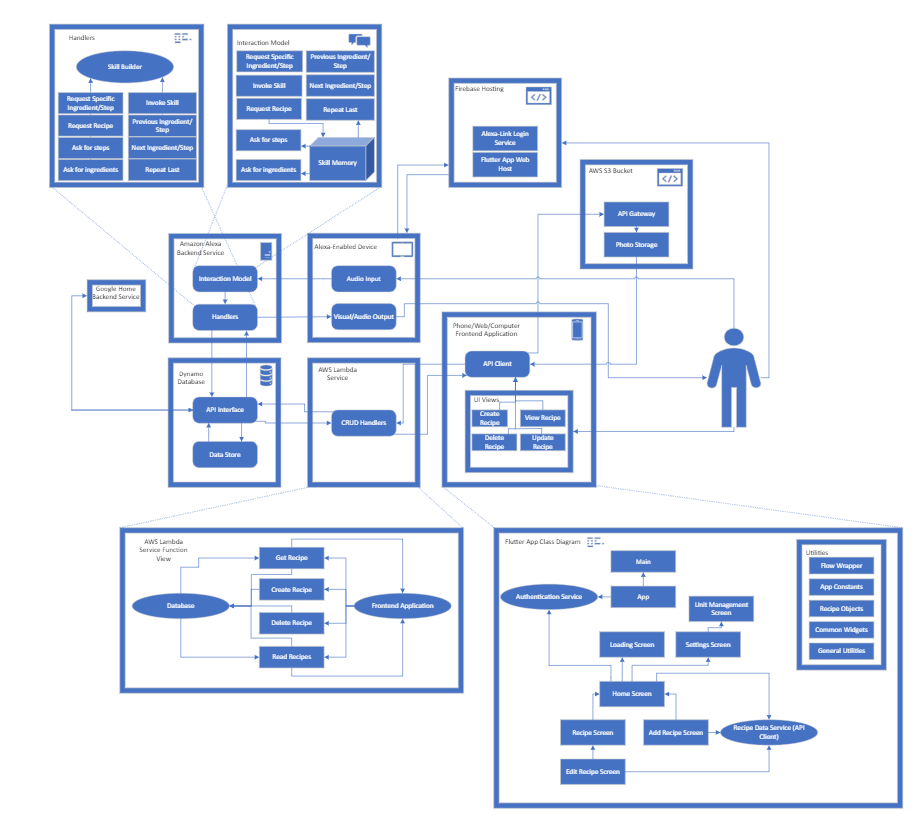 Handlers
Skill Builder
Request Specific
Ingredient/Step
Invoke Skill
Request Recipe
Previous Ingredient/
Step
Ask for steps
Next Ingredient/Step
Ask for ingredients
Repeat Last
Interaction Model
Request Specific
Ingredient/Step
Previous Ingredient/
Step
Invoke Skill
Next Ingredient/Step
Request Recipe
Repeat Last
Ask for steps
Skill Memory
Ask for ingredients
Firebase Hosting
Alexa-Link Login
Service
Flutter App Web
Host
AWS S3 Bucket
API Gateway
Photo Storage
Amazon Alexa
Backend Service
Interaction Model
Handlers
Alexa-Enabled Device
Audio Input
Visual/Audio Output
Google Home
Backend Service
Phone/Web/Computer
Frontend Application
API Client
UI Views
Create
Recipe
View Recipe
Delete
Recipe
Update
Recipe
Dynamo
Database
API Interface
Data Store
AWS Lambda
Service
CRUD Handlers
AWS Lambda
Service Function
View
Get Recipe
Create Recipe
Database
Frontend Application
Delete Recipe
Read Recipes
Flutter App Class Diagram
Main
App
Authentication Service
Unit Management
Screen
Loading Screen
Settings Screen
Home Screen
Recipe Screen
Add Recipe Screen
Recipe Data Service (API
Client)
Edit Recipe Screen
Utilities
Flow Wrapper
App Constants
Recipe Objects
Common Widgets
General Utilities